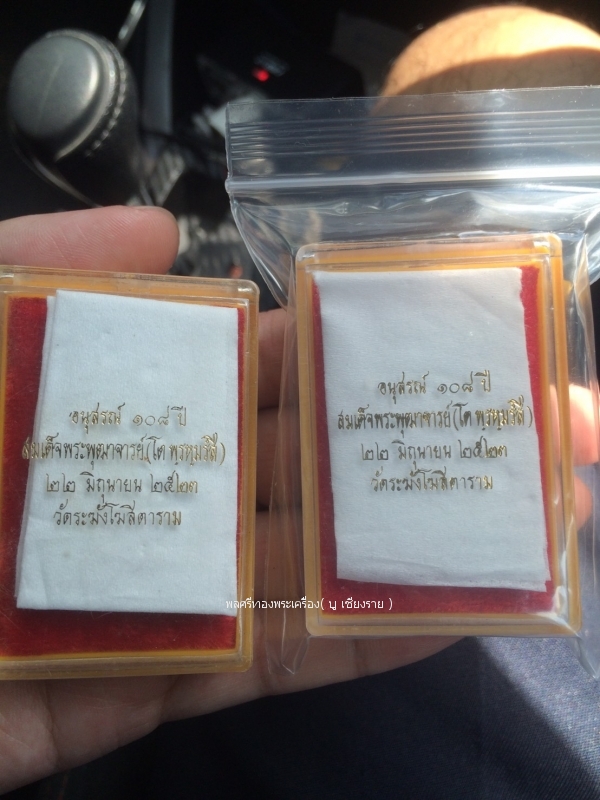 อนุสรณ์ ๑๐๘ ปี
สมเด็จพระพุฒาจารย์(โต พฺรหฺมรํสี)
๒๒ มิถุนายน ๒๕๒๓
วัดระฆังโฆสิตาราม
อนุสรณ์ ๑๐๘ ปี
สมเด็จพระพุฒาจารย์(โต พฺรหฺมรํสี)
๒๒ มิถุนายน ๒๕๒๓
วัดระฆังโฆสิตาราม
พลศรีทองพระเครื่อง( นู เชียงราย )